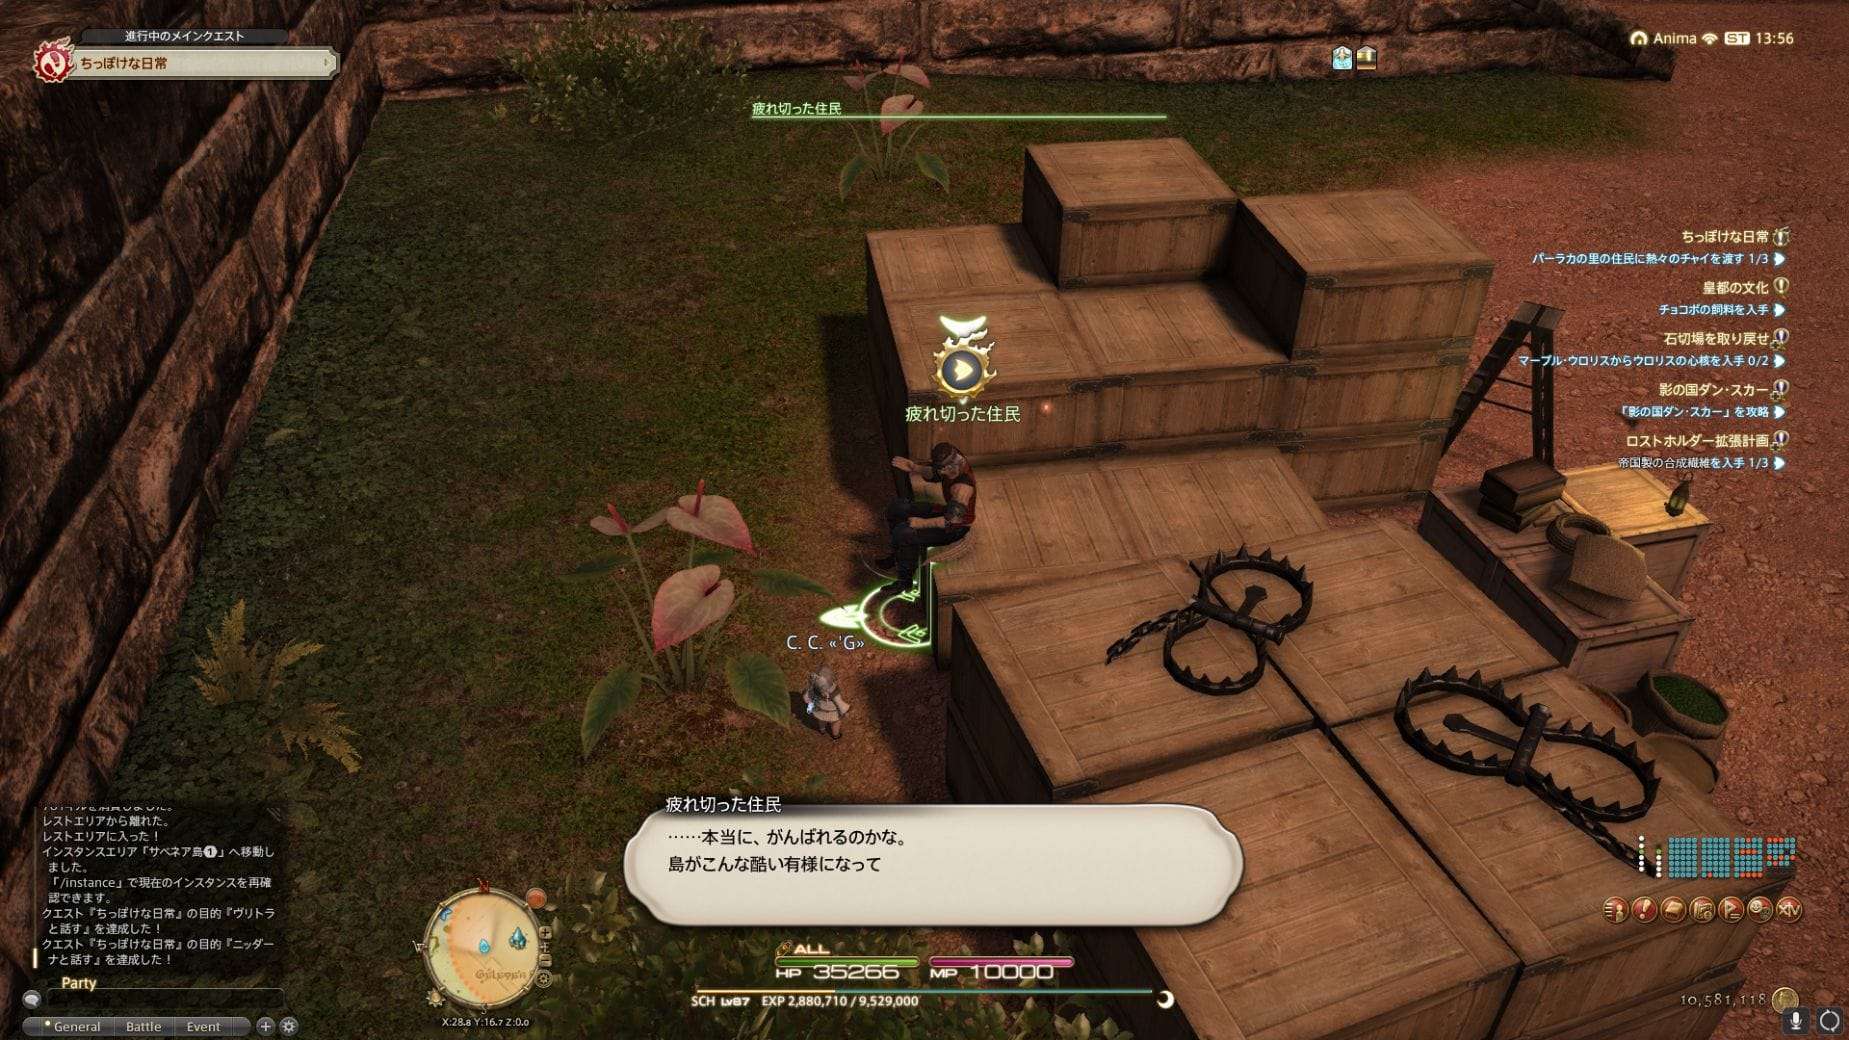 進行中のメインクエスト
ちっぽけな日常
Anima ST 13:56
疲れ切った住民
ちっぽけな日常
パーラカの里の住民に熱々のチャイを渡す 1/3
皇都の文化
チョコボの飼料を入手
石切場を取り戻せ
マーブル・ウロリスからウロリスの心核を入手 0/2
影の国ダン・スカー
「影の国ダン・スカー」を攻略
ロストホルダー拡張計画
帝国製の合成繊維を入手 1/3
疲れ切った住民
C. C. «'G»
疲れ切った住民
……本当に、がんばれるのかな。
島がこんな酷い有様になって
レストエリアから離れた。
レストエリアに入った！
インスタンスエリア「サベネア島❶」へ移動し
ました。
「/instance」で現在のインスタンスを再確
認できます。
クエスト『ちっぽけな日常』の目的『ヴリトラ
と話す』を達成した！
クエスト『ちっぽけな日常』の目的『ニッダー
ナと話す』を達成した！
Party
General Battle Event
N
X:28.8 Y:16.7 Z:0.0
ALL
HP 35266 MP 10000
SCH Lv87 EXP 2,880,710 / 9,529,000
XIV
10,581,118